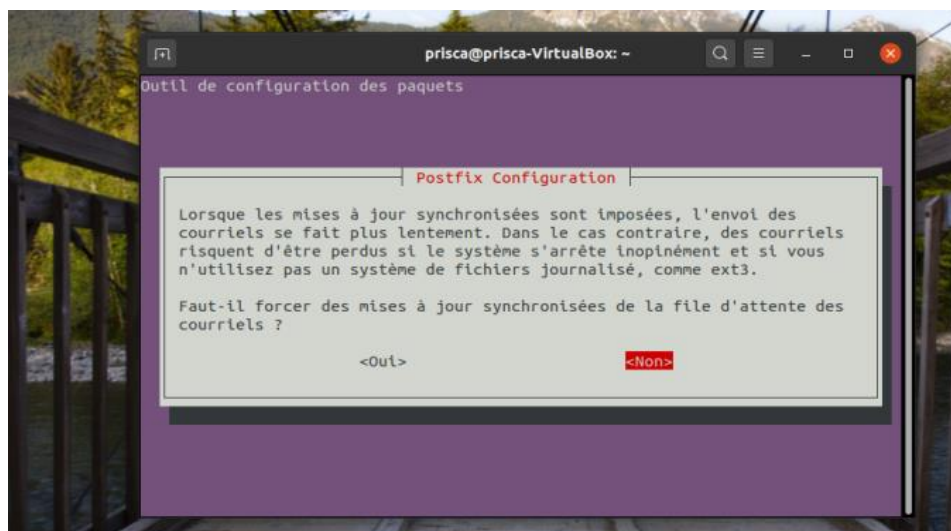 prisca@prisca-VirtualBox: ~
Outil de configuration des paquets
Postfix Configuration
Lorsque les mises à jour synchronisées sont imposées, l'envoi des
courriels se fait plus lentement. Dans le cas contraire, des courriels
risquent d'être perdus si le système s'arrête inopinément et si vous
n'utilisez pas un système de fichiers journalisé, comme ext3.
Faut-il forcer des mises à jour synchronisées de la file d'attente des
courriels ?
<Oui> <Non>